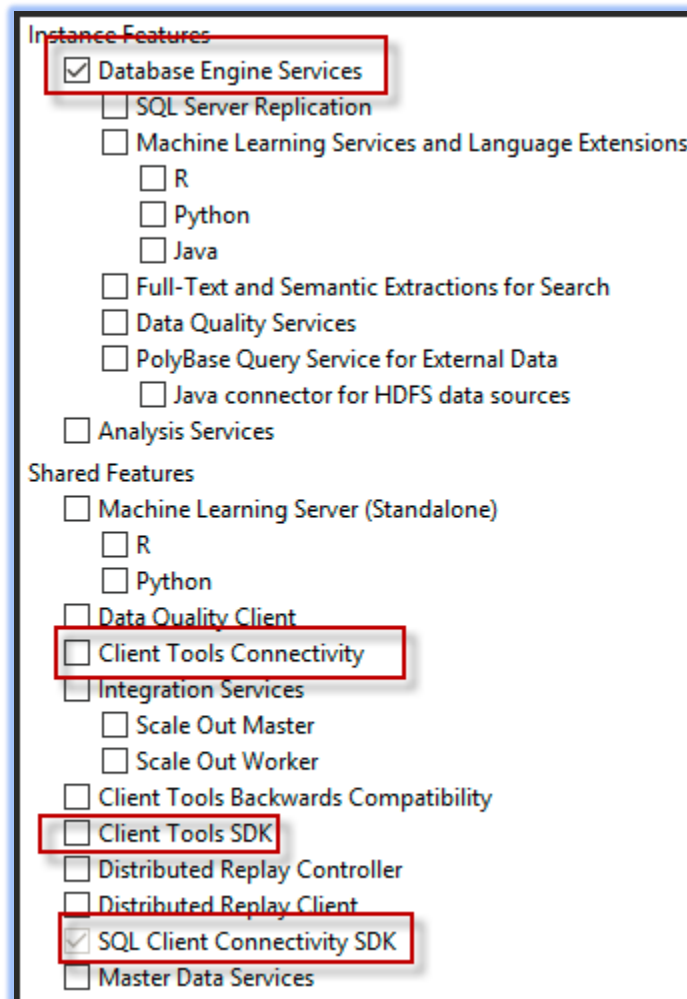 Instance Features
Database Engine Services
SQL Server Replication
Machine Learning Services and Language Extensions
R
Python
Java
Full-Text and Semantic Extractions for Search
Data Quality Services
PolyBase Query Service for External Data
Java connector for HDFS data sources
Analysis Services
Shared Features
Machine Learning Server (Standalone)
R
Python
Data Quality Client
Client Tools Connectivity
Integration Services
Scale Out Master
Scale Out Worker
Client Tools Backwards Compatibility
Client Tools SDK
Distributed Replay Controller
Distributed Replay Client
SQL Client Connectivity SDK
Master Data Services